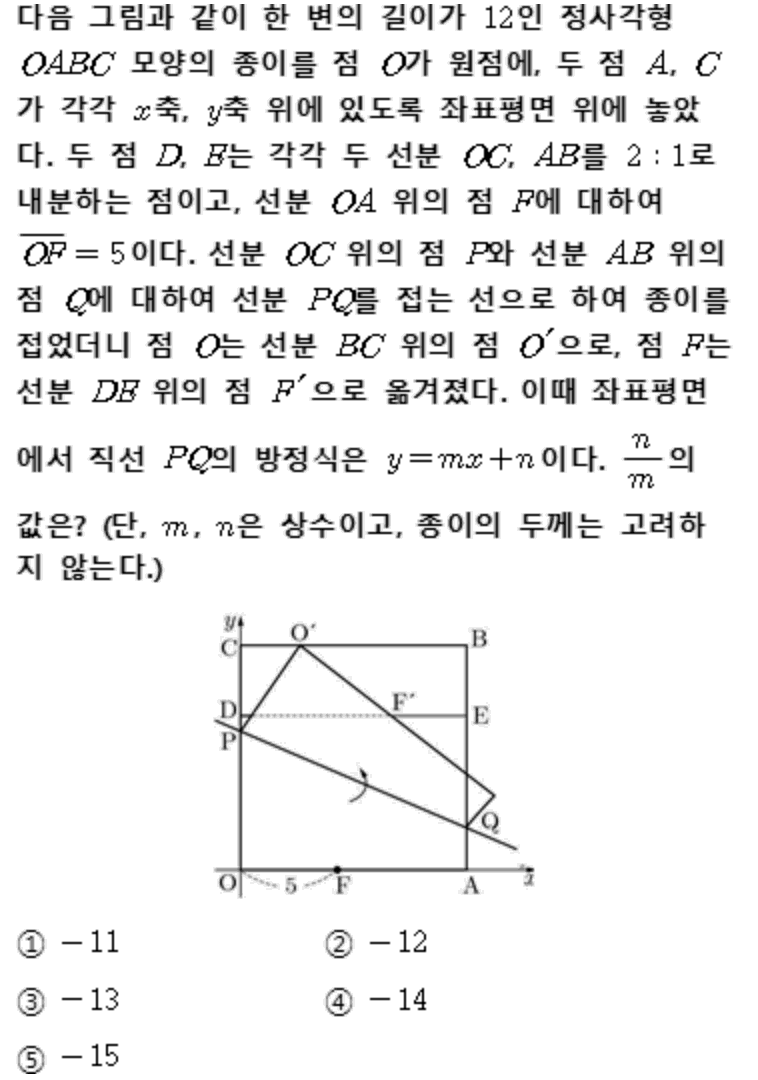 다음 그림과 같이 한 변의 길이가 12인 정사각형
OABC 모양의 종이를 점 O가 원점에, 두 점 A, C
가 각각 x축, y축 위에 있도록 좌표평면 위에 놓았
다. 두 점 D, E는 각각 두 선분 OC, AB를 2 : 1로
내분하는 점이고, 선분 OA 위의 점 F에 대하여
\overline{OF} = 5이다. 선분 OC 위의 점 P와 선분 AB 위의
점 Q에 대하여 선분 PQ를 접는 선으로 하여 종이를
접었더니 점 O는 선분 BC 위의 점 O′으로, 점 F는
선분 DE 위의 점 F′으로 옮겨졌다. 이때 좌표평면
에서 직선 PQ의 방정식은 y=mx+n이다. \frac{n}{m}의
값은? (단, m, n은 상수이고, 종이의 두께는 고려하
지 않는다.)
y
C O′ B
D F′ E
P
Q
O 5 F A x
① −11 ② −12
③ −13 ④ −14
⑤ −15